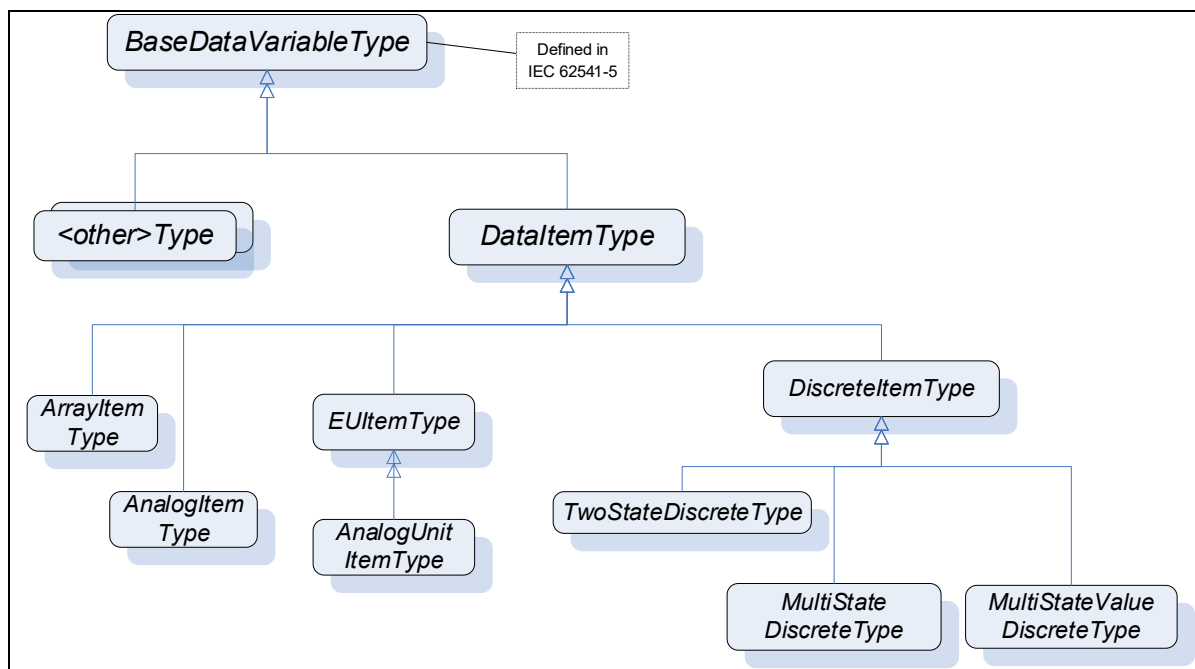 BaseDataVariableType
Defined in
IEC 62541-5
<other>Type
DataItemType
ArrayItem
Type
EUItemType
DiscreteItemType
AnalogItem
Type
AnalogUnit
ItemType
TwoStateDiscreteType
MultiState
DiscreteType
MultiStateValue
DiscreteType